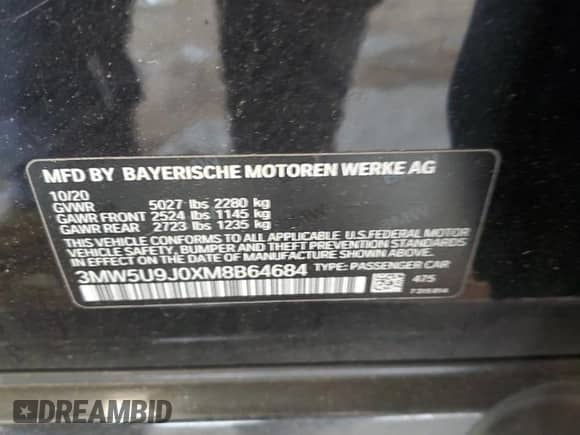 MFD BY BAYERISCHE MOTOREN WERKE AG
10/20
GVWR 5027 lbs 2280 kg
GAWR FRONT 2524 lbs 1145 kg
GAWR REAR 2723 lbs 1235 kg
THIS VEHICLE CONFORMS TO ALL APPLICABLE U.S.FEDERAL MOTOR
VEHICLE SAFETY, BUMPER, AND THEFT PREVENTION STANDARDS
IN EFFECT ON THE DATE OF MANUFACTURE SHOWN ABOVE.
3MW5U9J0XM8B64684 TYPE: PASSENGER CAR
475
DREAMBID